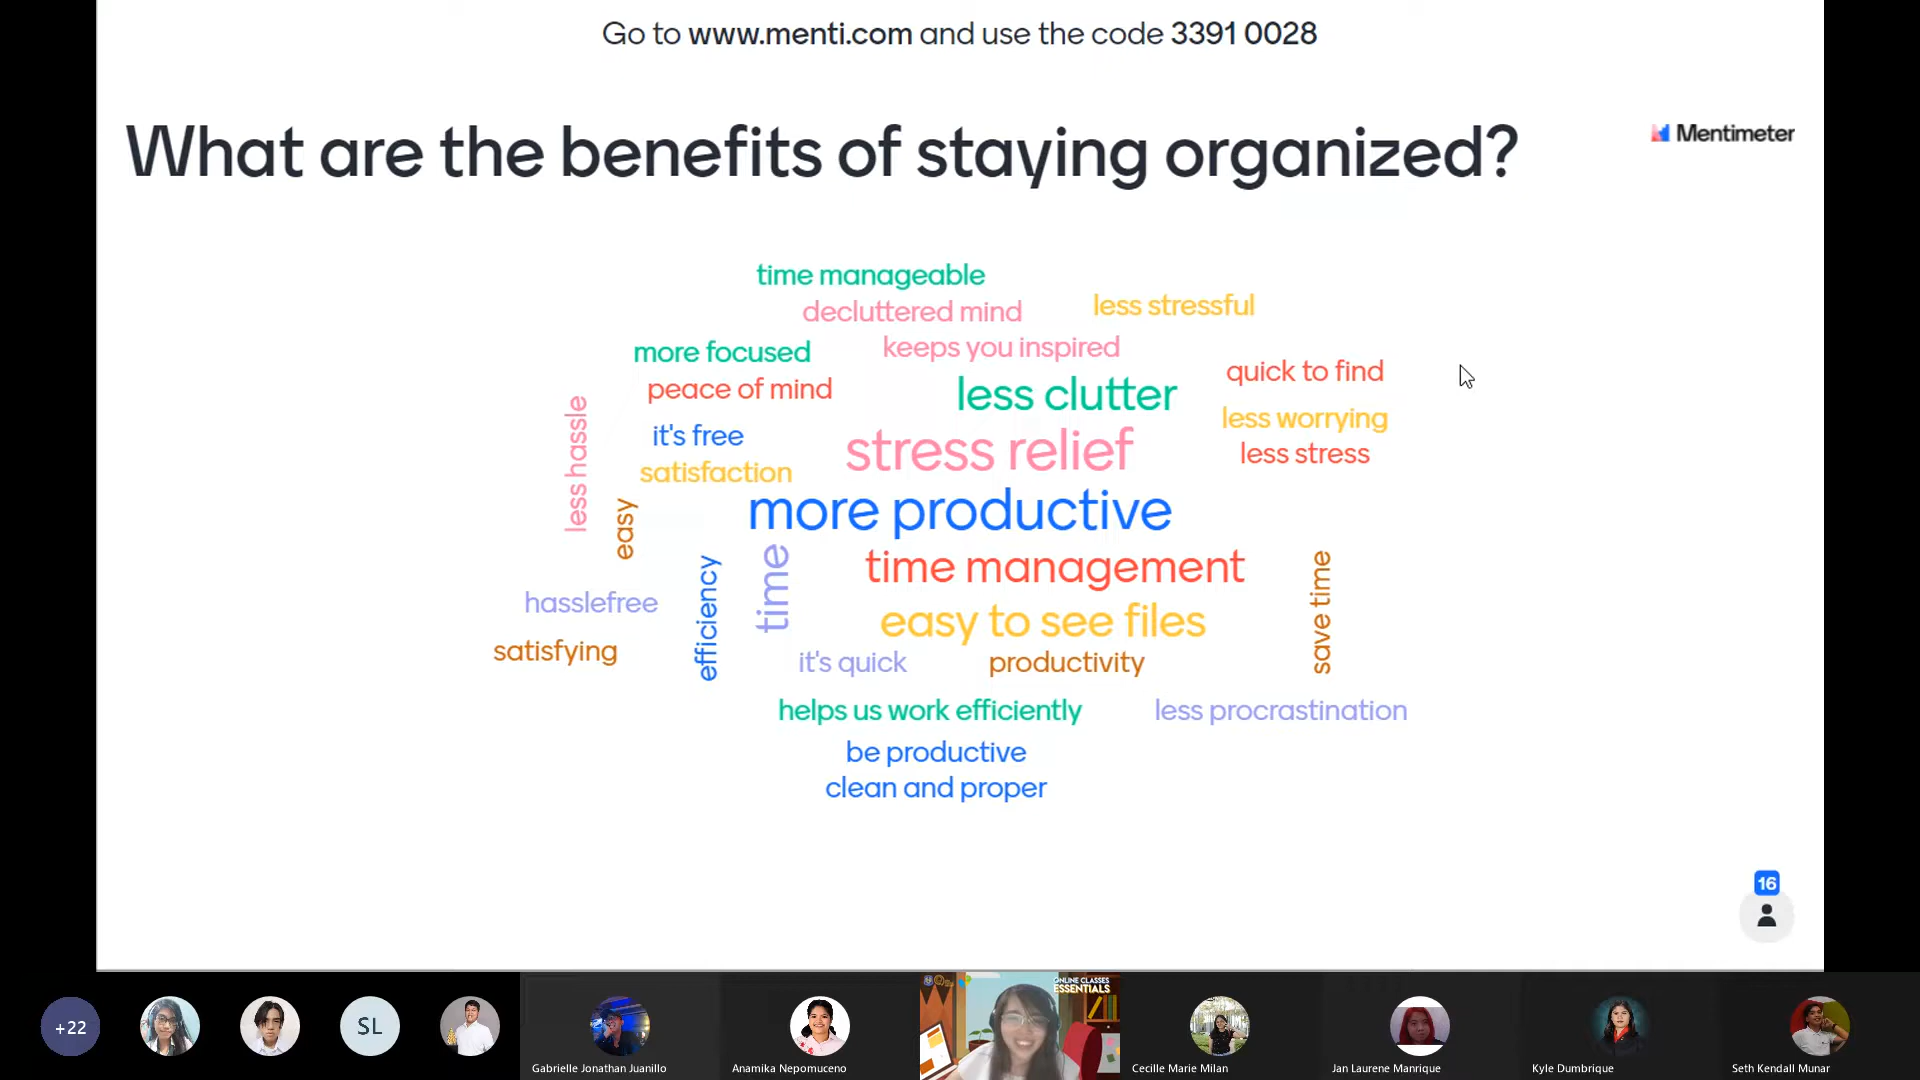 Go to www.menti.com and use the code 3391 0028
What are the benefits of staying organized?
Mentimeter
time manageable
decluttered mind
less stressful
more focused
keeps you inspired
peace of mind
less clutter
quick to find
less worrying
less hassle
it's free
stress relief
less stress
satisfaction
easy
more productive
time
time management
efficiency
save time
hasslefree
easy to see files
satisfying
it's quick
productivity
helps us work efficiently
less procrastination
be productive
clean and proper
16
+22
SL
ONLINE CLASSES
ESSENTIALS
Gabrielle Jonathan Juanillo
Anamika Nepomuceno
Cecille Marie Milan
Jan Laurene Manrique
Kyle Dumbrique
Seth Kendall Munar